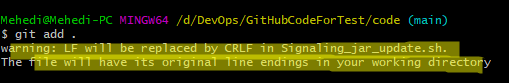 Mehedi@Mehedi-PC MINGW64 /d/DevOps/GitHubCodeForTest/code (main)
$ git add .
warning: LF will be replaced by CRLF in Signaling_jar_update.sh.
The file will have its original line endings in your working directory